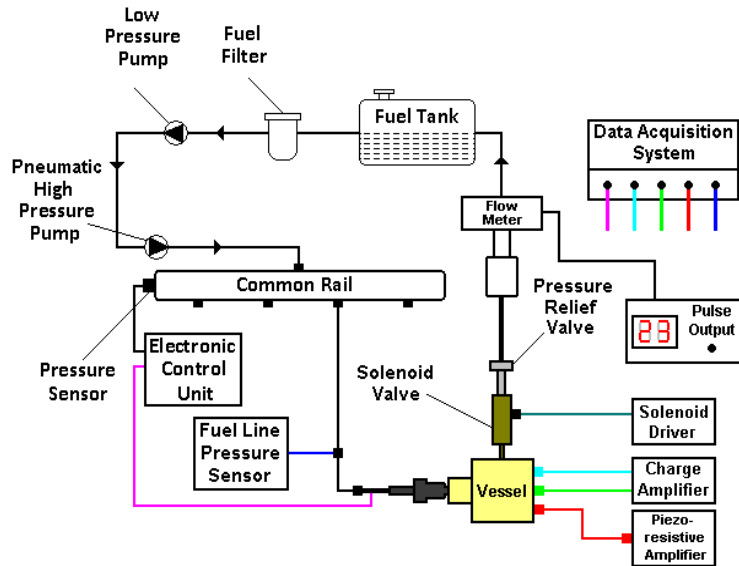 Low
Pressure
Pump
Fuel
Filter
Fuel Tank
Data Acquisition
System
Pneumatic
High
Pressure
Pump
Flow
Meter
Common Rail
Pressure
Relief
Valve
23
Pulse
Output
Electronic
Control
Unit
Pressure
Sensor
Solenoid
Valve
Fuel Line
Pressure
Sensor
Solenoid
Driver
Vessel
Charge
Amplifier
Piezo-
resistive
Amplifier